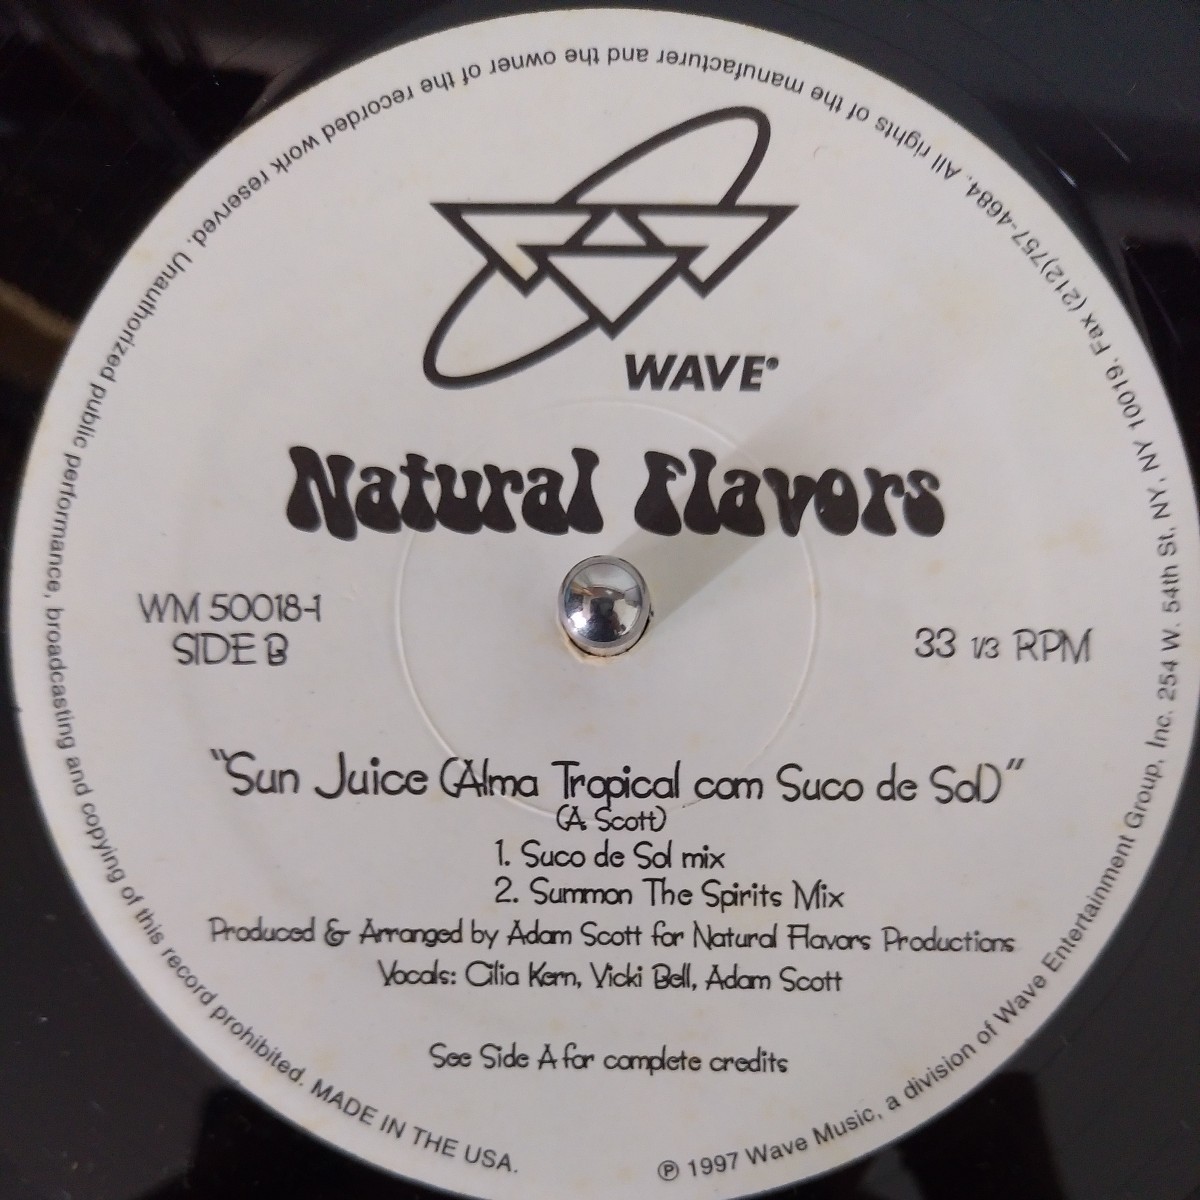 WAVE®
Natural Flavors
WM 50018-1
SIDE B
33 1/3 RPM
"Sun Juice (Alma Tropical com Suco de Sol)"
(A. Scott)
1. Suco de Sol mix
2. Summon The Spirits Mix
Produced & Arranged by Adam Scott for Natural Flavors Productions
Vocals: Cilia Kern, Vicki Bell, Adam Scott
See Side A for complete credits
℗ 1997 Wave Music, a division of Wave Entertainment Group, Inc. 254 W. 54th St. NY, NY 10019. Fax (212)757-4684. All rights of the manufacturer and the owner of the recorded work reserved. Unauthorized public performance, broadcasting and copying of this record prohibited. MADE IN THE USA.